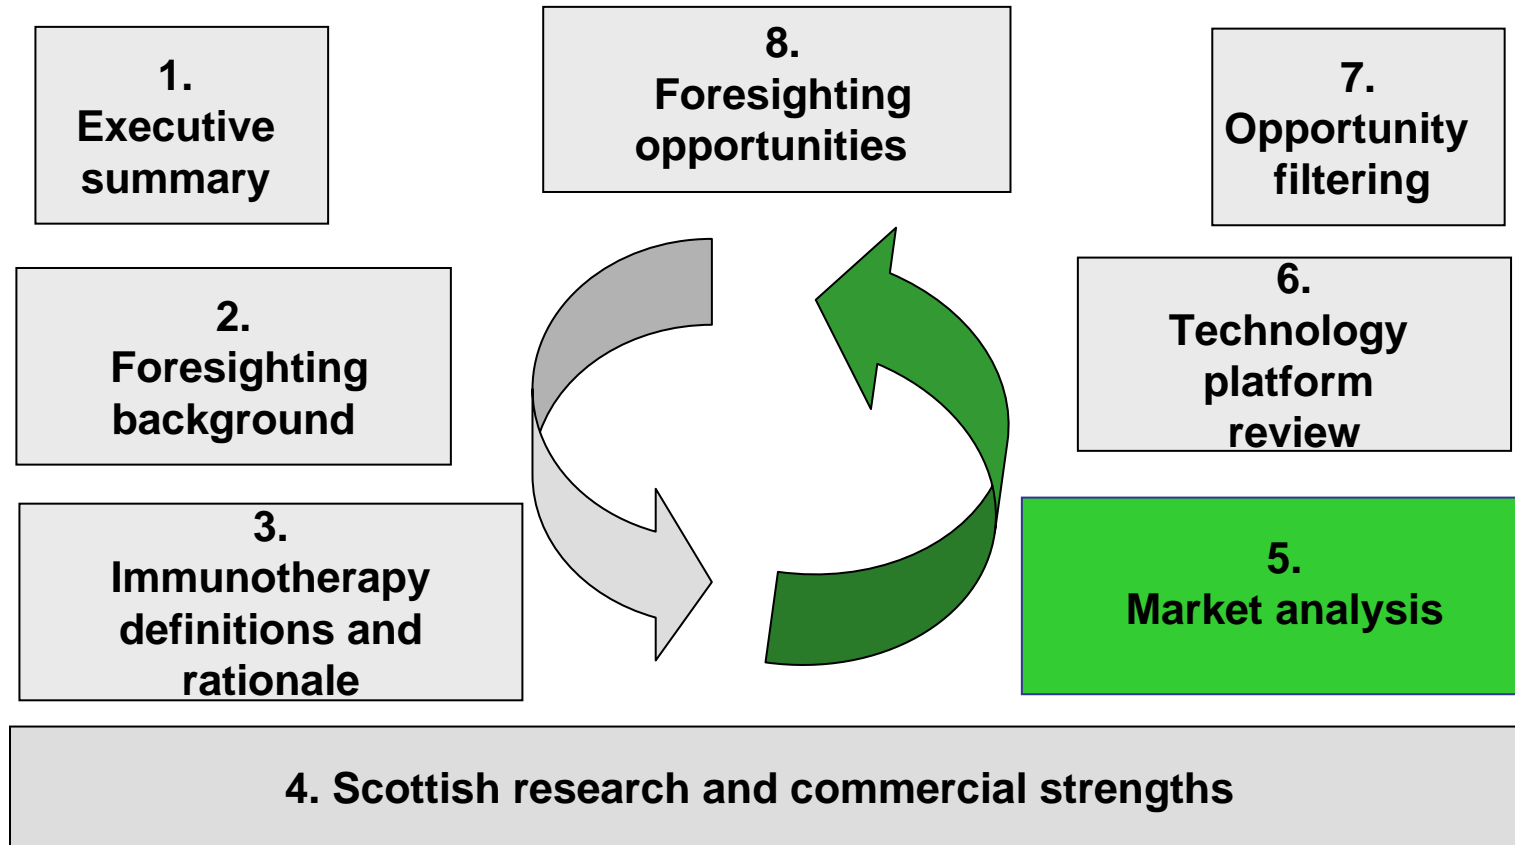 1.
Executive
summary
2.
Foresighting
background
3.
Immunotherapy
definitions and
rationale
4. Scottish research and commercial strengths
5.
Market analysis
6.
Technology
platform
review
7.
Opportunity
filtering
8.
Foresighting
opportunities